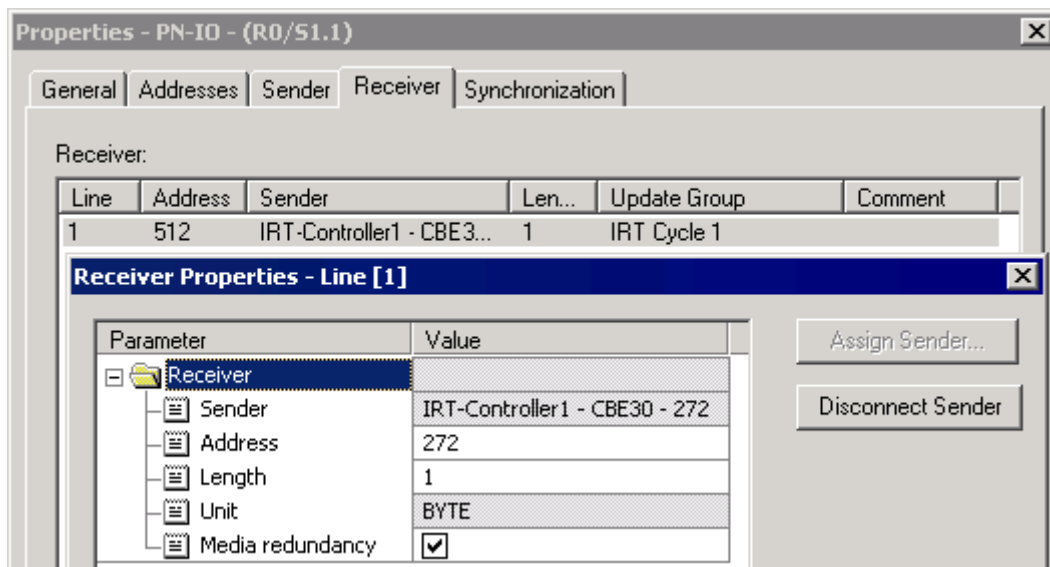 Properties - PN-IO - (R0/S1.1)
General Addresses Sender Receiver Synchronization
Receiver:
Line Address Sender Len... Update Group Comment
1 512 IRT-Controller1 - CBE3... 1 IRT Cycle 1
Receiver Properties - Line [1]
Parameter Value
Assign Sender...
Receiver
Disconnect Sender
Sender IRT-Controller1 - CBE30 - 272
Address 272
Length 1
Unit BYTE
Media redundancy